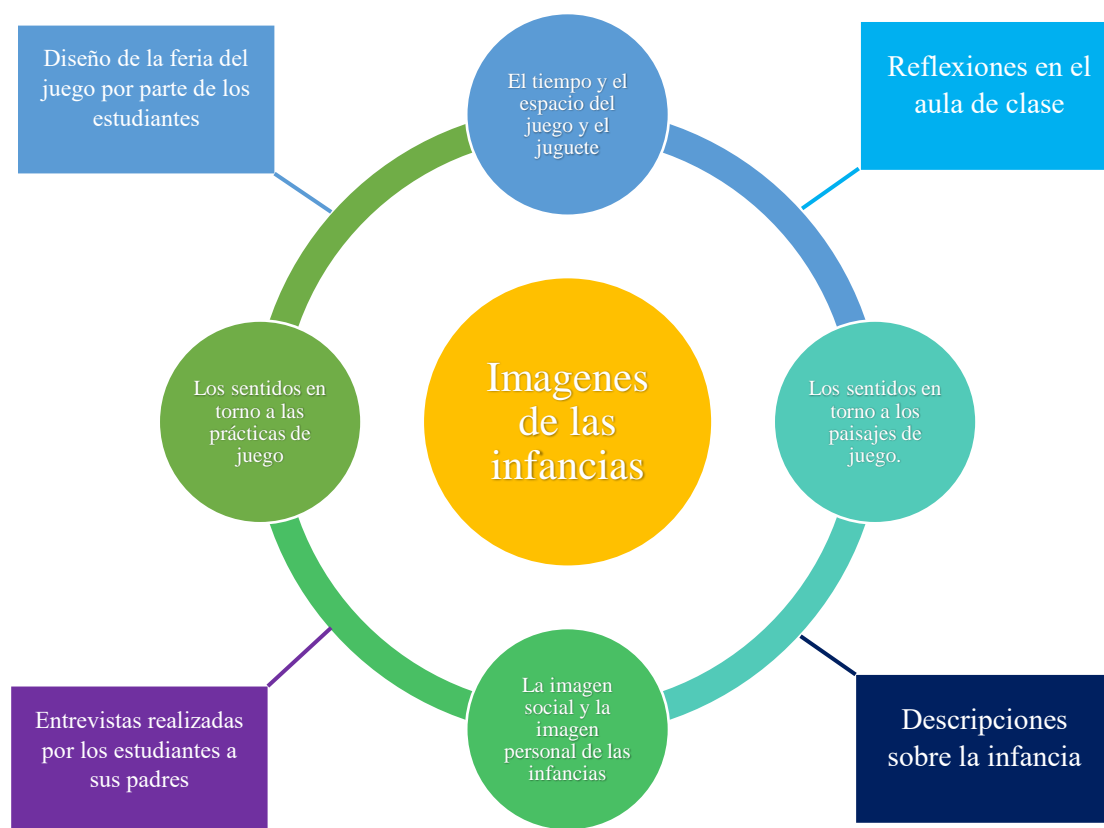 Diseño de la feria del
juego por parte de los
estudiantes
El tiempo y el
espacio del
juego y el
juguete
Reflexiones en el
aula de clase
Los sentidos en
torno a las
prácticas de
juego
Imagenes
de las
infancias
Los sentidos en
torno a los
paisajes de
juego.
Entrevistas realizadas
por los estudiantes a
sus padres
La imagen
social y la
imagen
personal de las
infancias
Descripciones
sobre la infancia